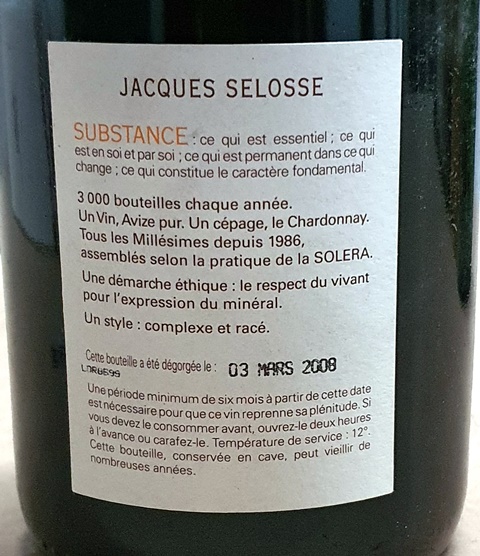 JACQUES SELOSSE
SUBSTANCE : ce qui est essentiel ; ce qui
est en soi et par soi ; ce qui est permanent dans ce qui
change ; ce qui constitue le caractère fondamental.
3 000 bouteilles chaque année.
Un Vin, Avize pur. Un cépage, le Chardonnay.
Tous les Millésimes depuis 1986,
assemblés selon la pratique de la SOLERA.
Une démarche éthique : le respect du vivant
pour l'expression du minéral.
Un style : complexe et racé.
Cette bouteille a été dégorgée le : 03 MARS 2008
Une période minimum de six mois à partir de cette date
est nécessaire pour que ce vin reprenne sa plénitude. Si
vous devez le consommer avant, ouvrez-le deux heures
à l'avance ou carafez-le. Température de service : 12°.
Cette bouteille, conservée en cave, peut vieillir de
nombreuses années.